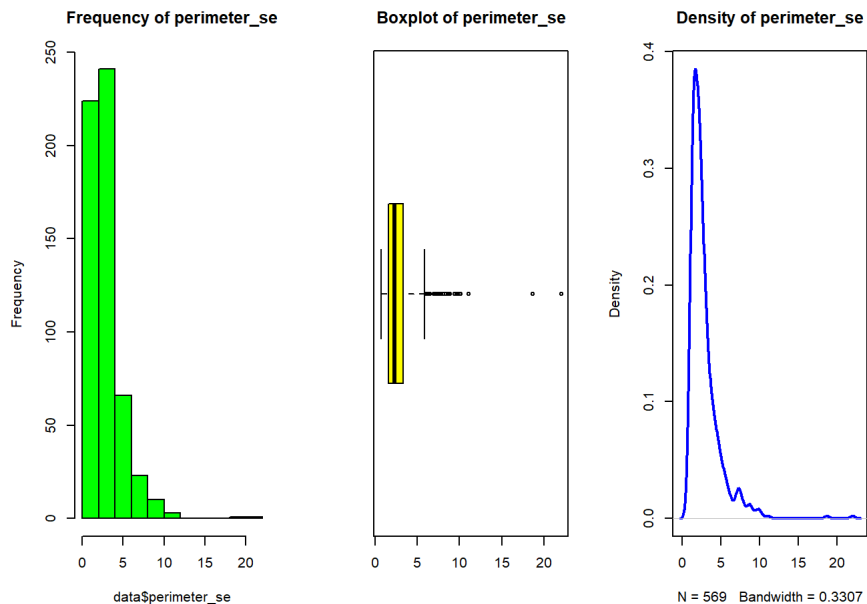 Frequency of perimeter_se
250
200
150
100
50
0
Frequency
0 5 10 15 20
data$perimeter_se
Boxplot of perimeter_se
0 5 10 15 20
Density of perimeter_se
0.4
0.3
0.2
0.1
0.0
Density
0 5 10 15 20
N = 569 Bandwidth = 0.3307